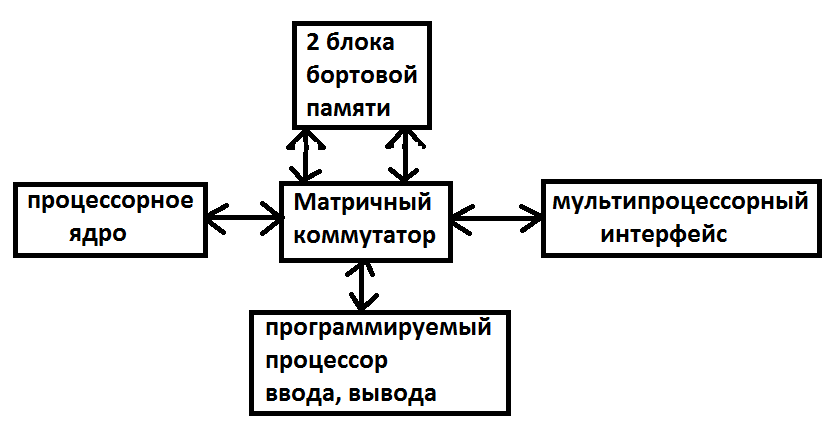 2 блока
бортовой
памяти
процессорное
ядро
Матричный
коммутатор
мультипроцессорный
интерфейс
программируемый
процессор
ввода, вывода